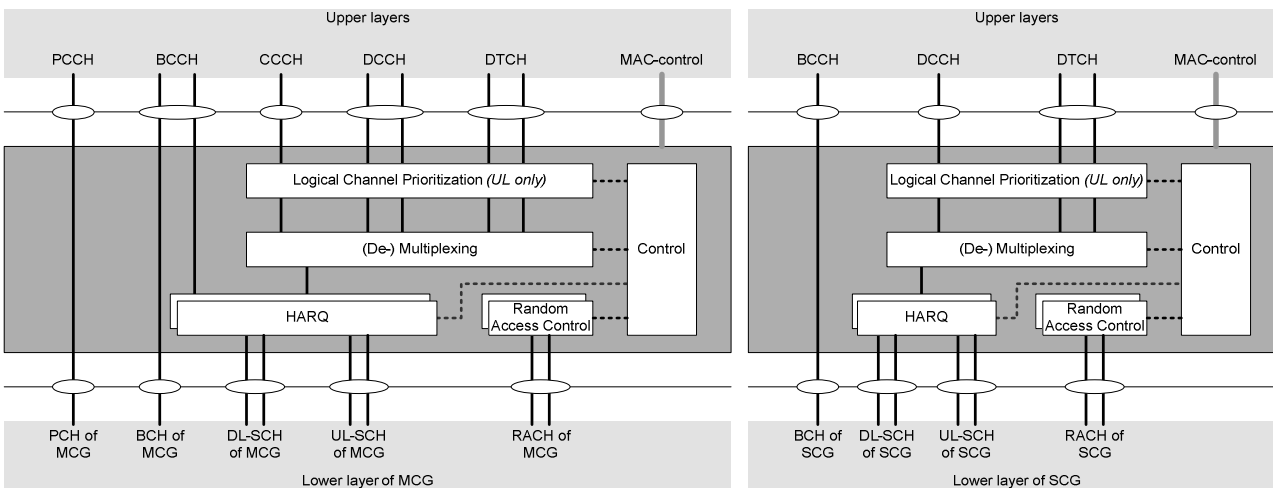 Upper layers
PCCH BCCH CCCH DCCH DTCH MAC-control
Logical Channel Prioritization (UL only)
(De-) Multiplexing
Control
HARQ
Random
Access Control
PCH of
MCG
BCH of
MCG
DL-SCH
of MCG
UL-SCH
of MCG
RACH of
MCG
Lower layer of MCG
Upper layers
BCCH DCCH DTCH MAC-control
Logical Channel Prioritization (UL only)
(De-) Multiplexing
Control
HARQ
Random
Access Control
BCH of
SCG
DL-SCH
of SCG
UL-SCH
of SCG
RACH of
SCG
Lower layer of SCG